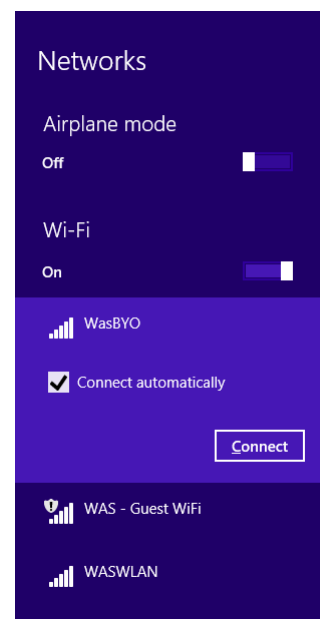 Networks
Airplane mode
Off
Wi-Fi
On
WasBYO
Connect automatically
Connect
WAS - Guest WiFi
WASWLAN